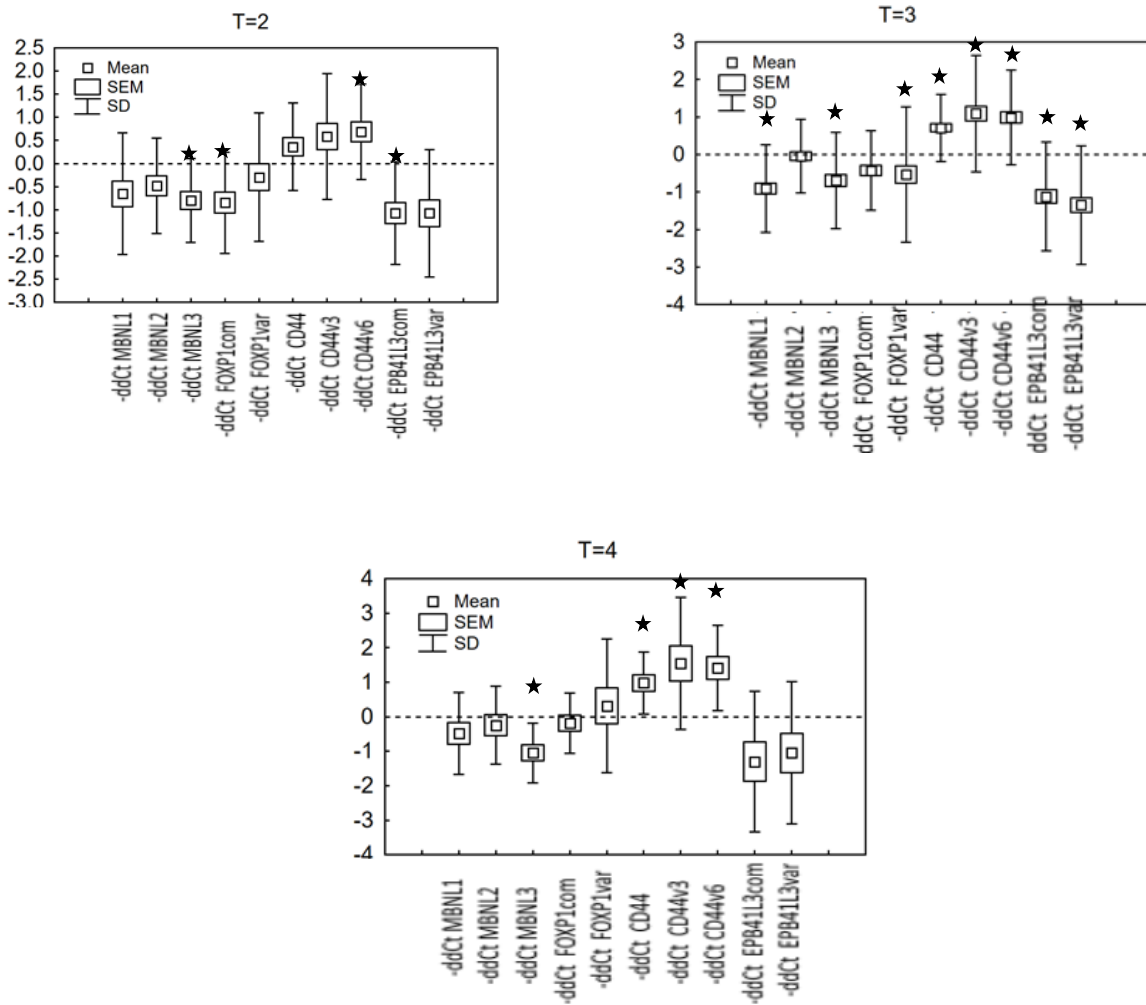 T=2
2.5
2.0
1.5
1.0
0.5
0.0
-0.5
-1.0
-1.5
-2.0
-2.5
-3.0
Mean
SEM
SD
-ddCt MBNL1
-ddCt MBNL2
-ddCt MBNL3
-ddCt FOXP1com
-ddCt FOXP1var
-ddCt CD44
-ddCt CD44v3
-ddCt CD44v6
-ddCt EPB41L3com
-ddCt EPB41L3var
T=3
3
2
1
0
-1
-2
-3
-4
Mean
SEM
SD
-ddCt MBNL1
-ddCt MBNL2
-ddCt MBNL3
ddCt FOXP1com
-ddCt FOXP1var
-ddCt CD44
-ddCt CD44v3
-ddCt CD44v6
ddCt EPB41L3com
-ddCt EPB41L3var
T=4
4
3
2
1
0
-1
-2
-3
-4
Mean
SEM
SD
-ddCt MBNL1
-ddCt MBNL2
-ddCt MBNL3
-ddCt FOXP1com
-ddCt FOXP1var
-ddCt CD44
-ddCt CD44v3
-ddCt CD44v6
-ddCt EPB41L3com
-ddCt EPB41L3var